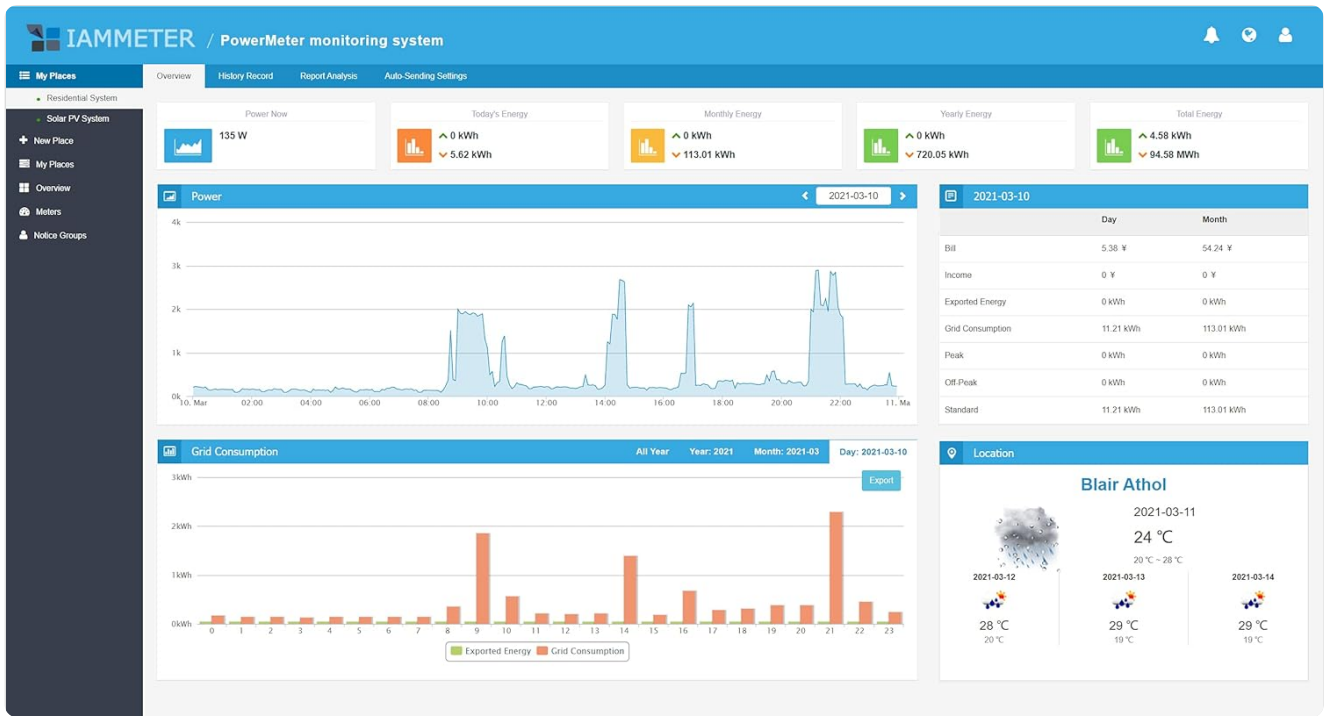 IAMMETER / PowerMeter monitoring system
My Places
Residential System
Solar PV System
New Place
My Places
Overview
Meters
Notice Groups
Overview History Record Report Analysis Auto-Sending Settings
Power Now
135 W
Today's Energy
0 kWh
5.62 kWh
Monthly Energy
0 kWh
113.01 kWh
Yearly Energy
0 kWh
720.05 kWh
Total Energy
4.58 kWh
94.58 MWh
Power 2021-03-10
4k
3k
2k
1k
0k
10. Mar 02:00 04:00 06:00 08:00 10:00 12:00 14:00 16:00 18:00 20:00 22:00 11. Ma
2021-03-10
Day Month
Bill 5.38 ¥ 54.24 ¥
Income 0 ¥ 0 ¥
Exported Energy 0 kWh 0 kWh
Grid Consumption 11.21 kWh 113.01 kWh
Peak 0 kWh 0 kWh
Off-Peak 0 kWh 0 kWh
Standard 11.21 kWh 113.01 kWh
Grid Consumption All Year Year: 2021 Month: 2021-03 Day: 2021-03-10
Export
3kWh
2kWh
1kWh
0kWh
0 1 2 3 4 5 6 7 8 9 10 11 12 13 14 15 16 17 18 19 20 21 22 23
Exported Energy Grid Consumption
Location
Blair Athol
2021-03-11
24 °C
20 °C ~ 28 °C
2021-03-12 2021-03-13 2021-03-14
28 °C 29 °C 29 °C
20 °C 19 °C 19 °C